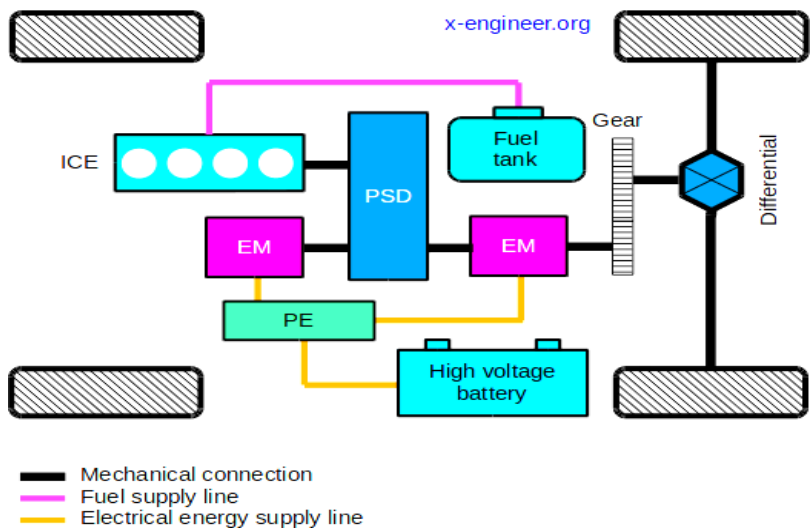 x-engineer.org
ICE
PSD
Fuel
tank
Gear
Differential
EM
EM
PE
High voltage
battery
Mechanical connection
Fuel supply line
Electrical energy supply line